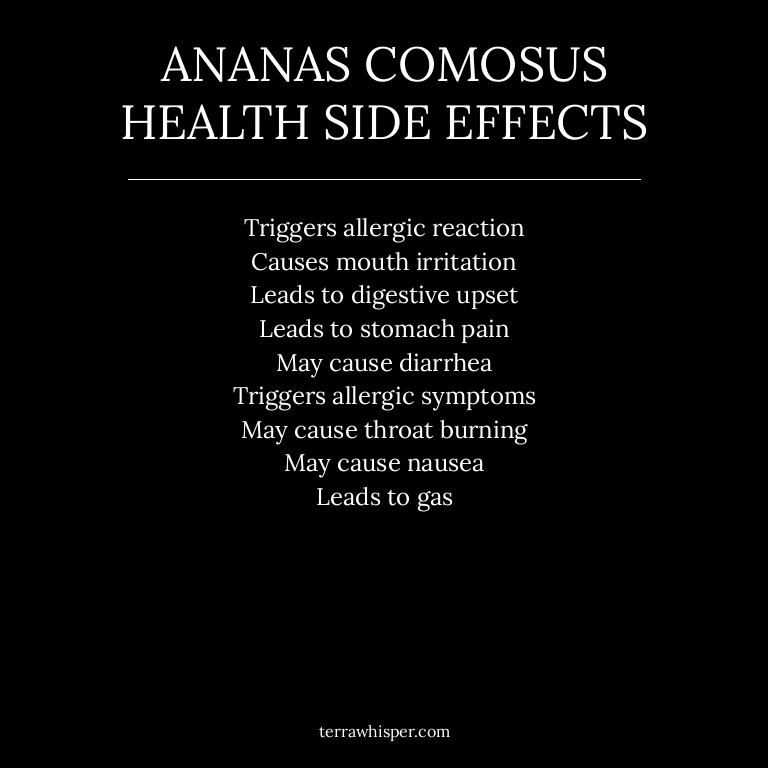 ANANAS COMOSUS
HEALTH SIDE EFFECTS
Triggers allergic reaction
Causes mouth irritation
Leads to digestive upset
Leads to stomach pain
May cause diarrhea
Triggers allergic symptoms
May cause throat burning
May cause nausea
Leads to gas
terrawhisper.com